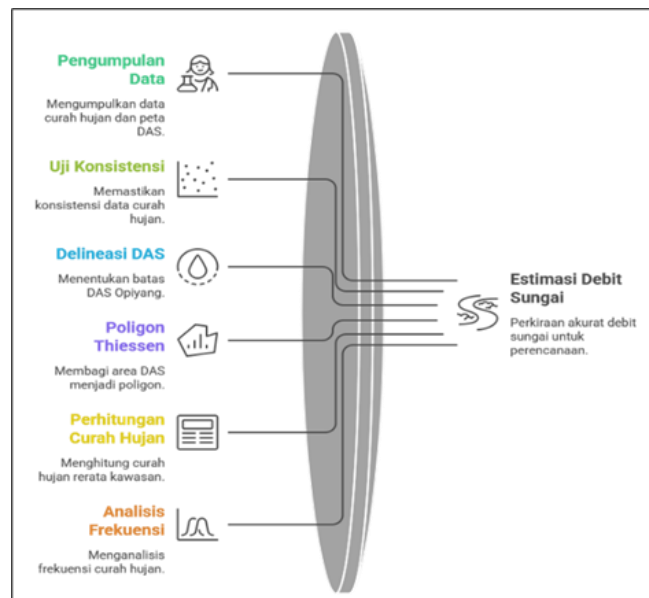 Pengumpulan
Data
Mengumpulkan data
curah hujan dan peta
DAS.
Uji Konsistensi
Memastikan
konsistensi data curah
hujan.
Delineasi DAS
Menentukan batas
DAS Opiyang.
Poligon
Thiessen
Membagi area DAS
menjadi poligon.
Perhitungan
Curah Hujan
Menghitung curah
hujan rerata kawasan.
Analisis
Frekuensi
Menganalisis
frekuensi curah hujan.
Estimasi Debit
Sungai
Perkiraan akurat debit
sungai untuk
perencanaan.